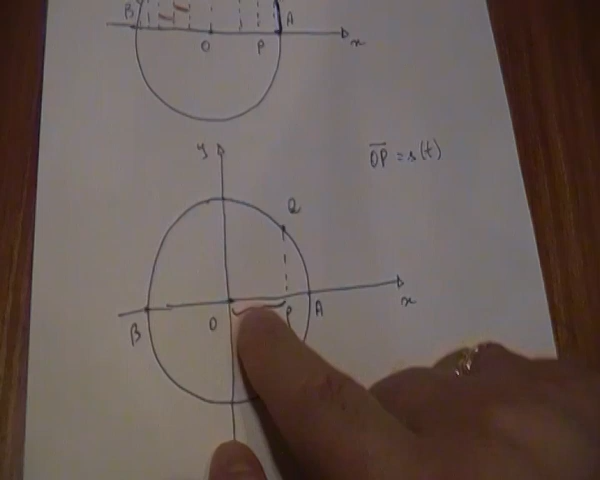 B A
O P x
y
OP = s(t)
Q
B O P A x